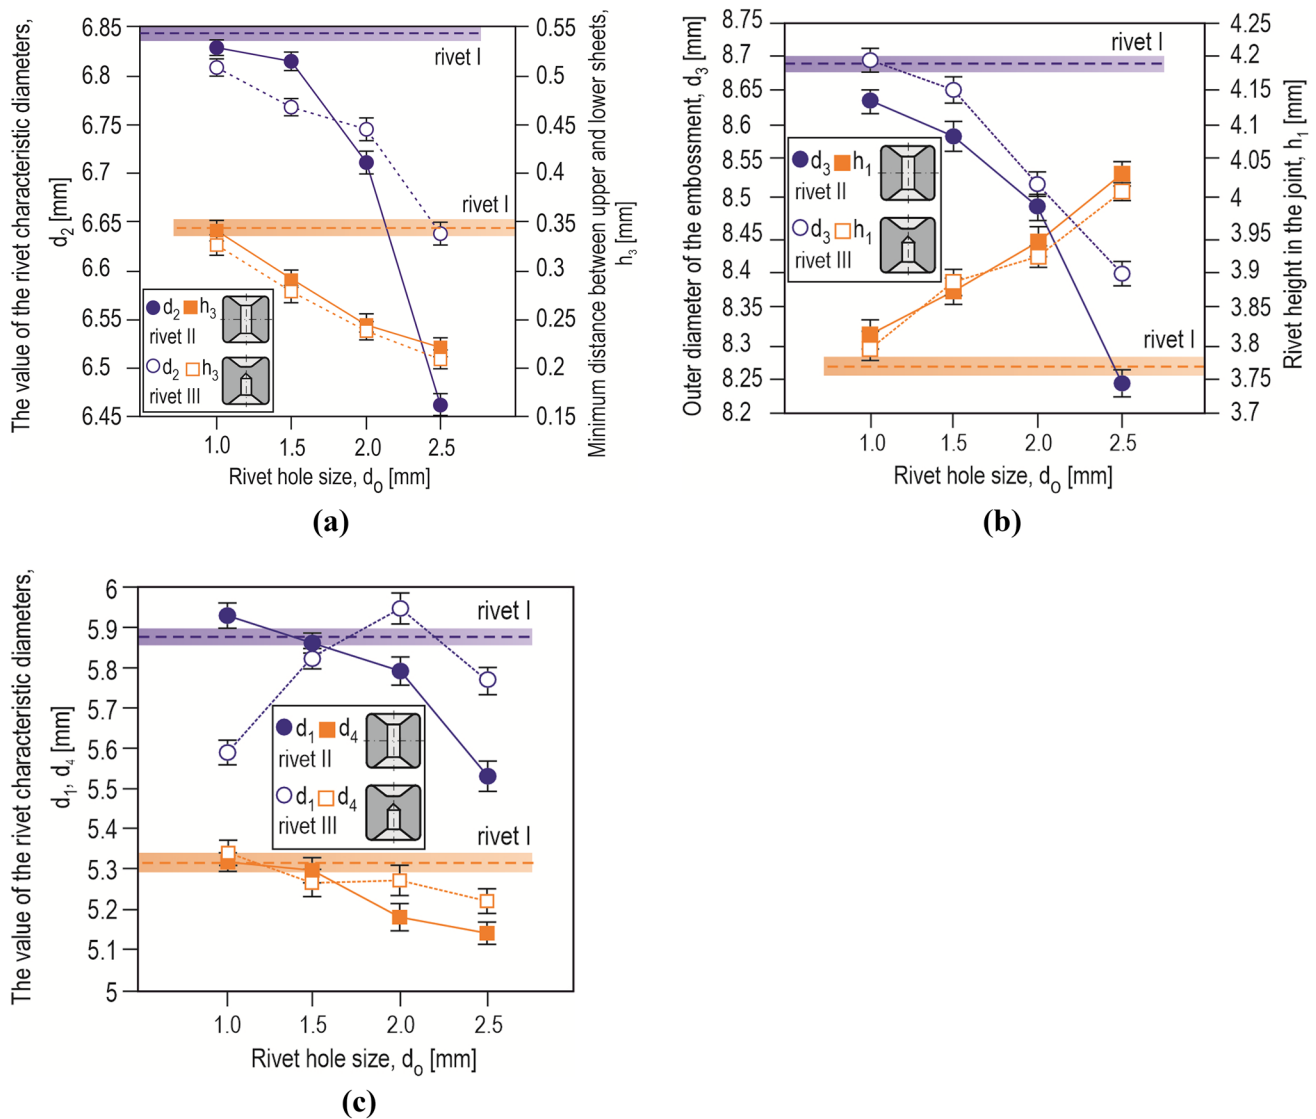 The value of the rivet characteristic diameters,
d2 [mm]
6.85
6.8
6.75
6.7
6.65
6.6
6.55
6.5
6.45
rivet I
rivet I
d2 h3
rivet II
d2 h3
rivet III
0.55
0.5
0.45
0.4
0.35
0.3
0.25
0.2
0.15
Minimum distance between upper and lower sheets,
h3 [mm]
1.0 1.5 2.0 2.5
Rivet hole size, do [mm]
(a)
Outer diameter of the embossment, d3 [mm]
8.75
8.7
8.65
8.6
8.55
8.5
8.45
8.4
8.35
8.3
8.25
8.2
rivet I
d3 h1
rivet II
d3 h1
rivet III
rivet I
4.25
4.2
4.15
4.1
4.05
4
3.95
3.9
3.85
3.8
3.75
3.7
Rivet height in the joint, h1 [mm]
1.0 1.5 2.0 2.5
Rivet hole size, do [mm]
(b)
The value of the rivet characteristic diameters,
d1, d4 [mm]
6
5.9
5.8
5.7
5.6
5.5
5.4
5.3
5.2
5.1
5
rivet I
d1 d4
rivet II
d1 d4
rivet III
rivet I
1.0 1.5 2.0 2.5
Rivet hole size, do [mm]
(c)